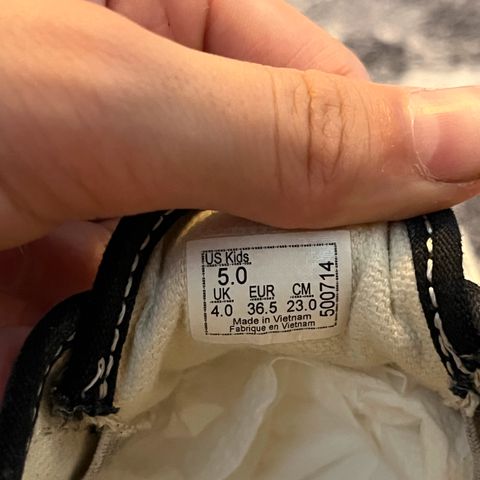 US Kids
5.0
UK EUR CM
4.0 36.5 23.0
Made in Vietnam
Fabriqué en Vietnam
500714